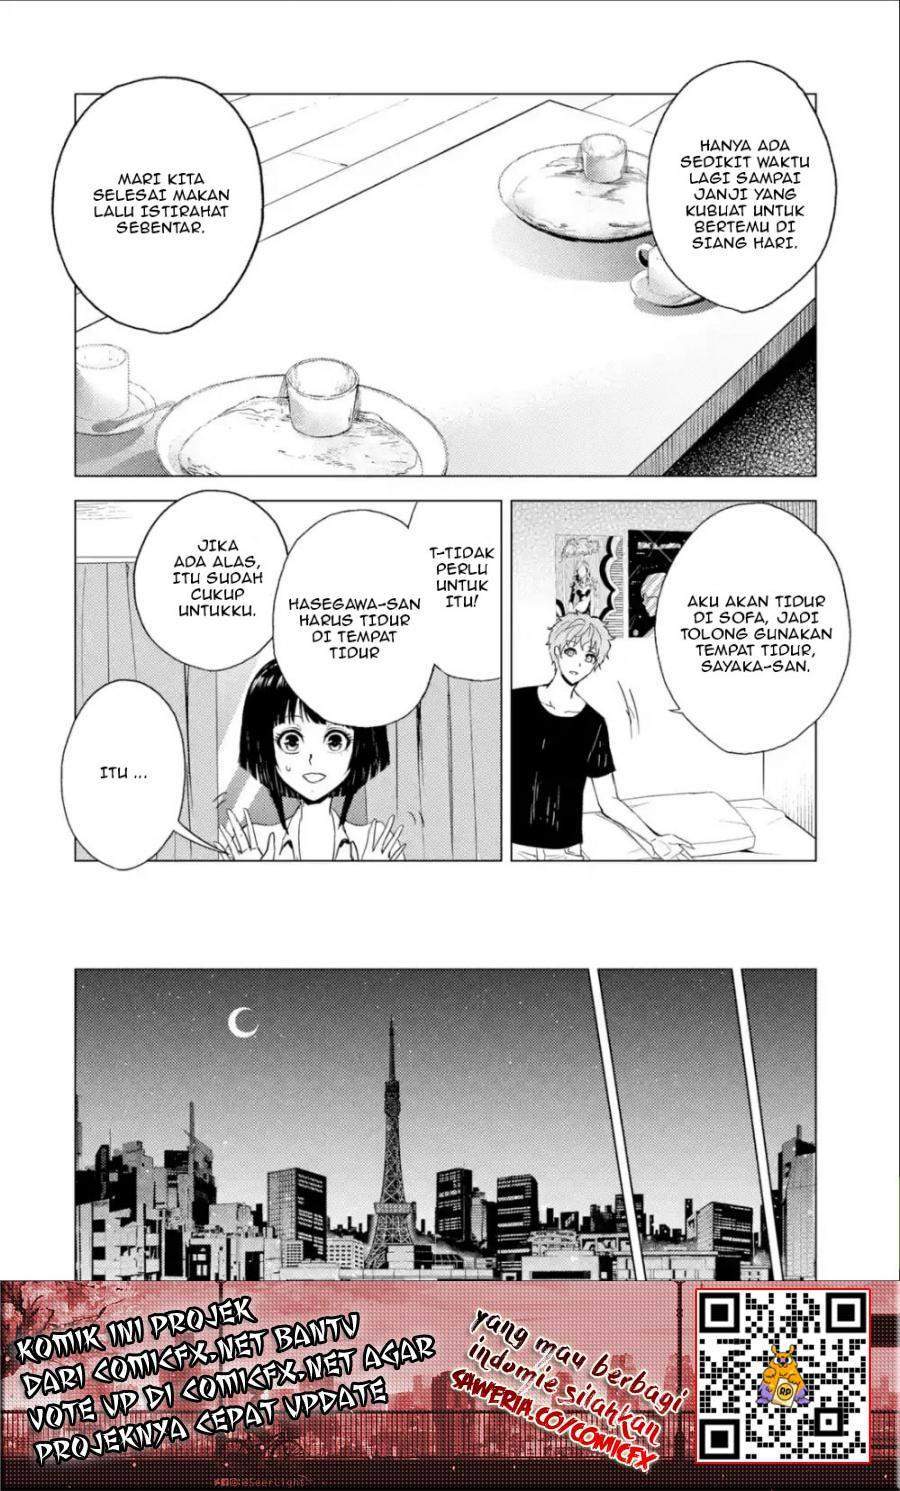 HANYA ADA
SEDIKIT WAKTU
LAGI SAMPAI
JANJI YANG
KUBUAT UNTUK
BERTEMU DI
SIANG HARI.
MARI KITA
SELESAI MAKAN
LALU ISTIRAHAT
SEBENTAR.
AKU AKAN TIDUR
DI SOFA, JADI
TOLONG GUNAKAN
TEMPAT TIDUR,
SAYAKA-SAN.
T-TIDAK
PERLU
UNTUK
ITU!
HASEGAWA-SAN
HARUS TIDUR
DI TEMPAT
TIDUR
JIKA
ADA ALAS,
ITU SUDAH
CUKUP
UNTUKKU.
ITU ...
KOMIK INI PROJEK
DARI COMICFX.NET BANTU
VOTE UP DI COMICFX.NET AGAR
PROJEKNYA CEPAT UPDATE
yang mau berbagi
indomie silahkan
SAWERIA.CO/COMICFX
RP
@Seerlight